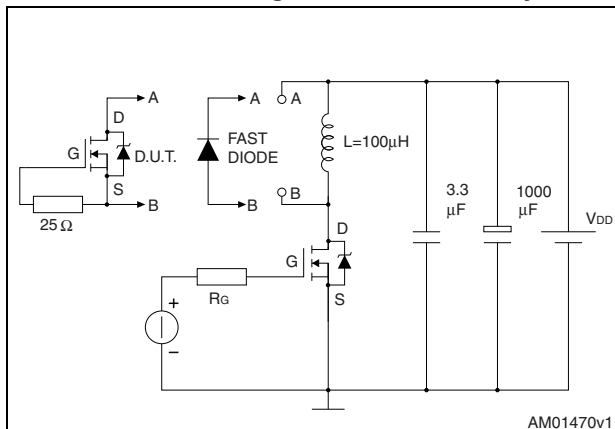 A
D
G
D.U.T.
S
B
25 Ω
A
FAST
DIODE
B
A
L=100µH
B
D
G
S
RG
+
–
3.3
µF
1000
µF
VDD
AM01470v1